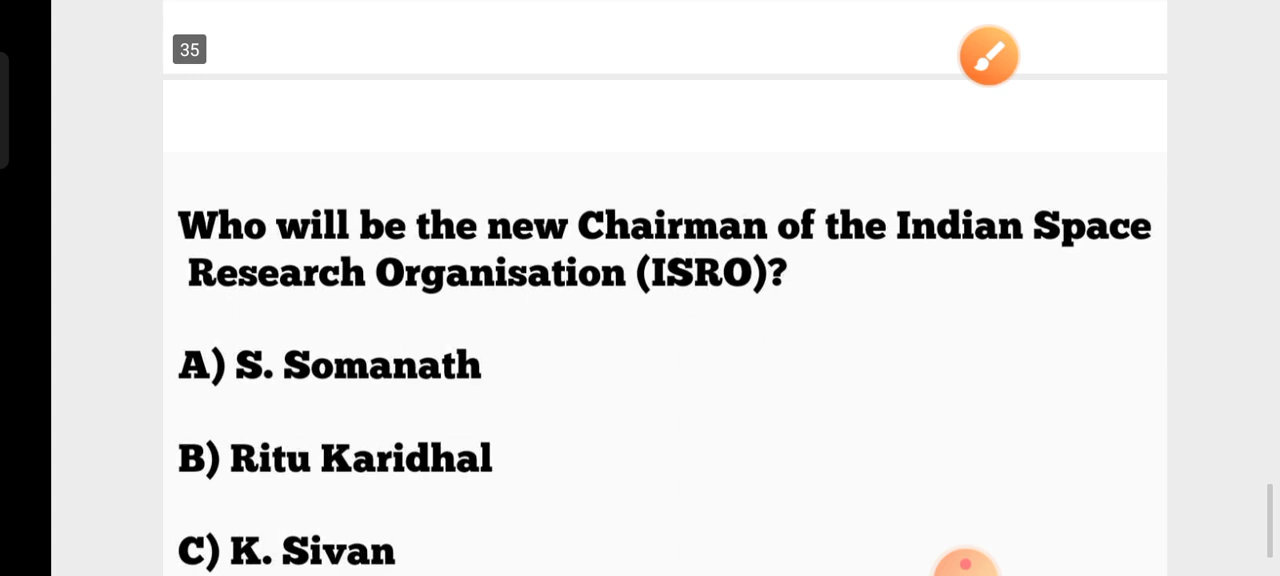 35
Who will be the new Chairman of the Indian Space
Research Organisation (ISRO)?
A) S. Somanath
B) Ritu Karidhal
C) K. Sivan